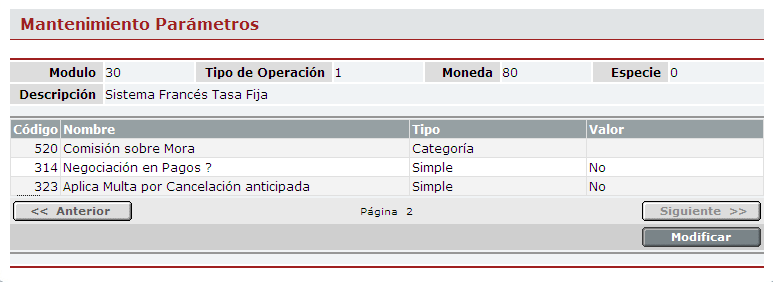 Mantenimiento Parámetros
Modulo 30 Tipo de Operación 1 Moneda 80 Especie 0
Descripción Sistema Francés Tasa Fija
Código Nombre Tipo Valor
520 Comisión sobre Mora Categoría
314 Negociación en Pagos ? Simple No
323 Aplica Multa por Cancelación anticipada Simple No
<< Anterior Página 2 Siguiente >>
Modificar